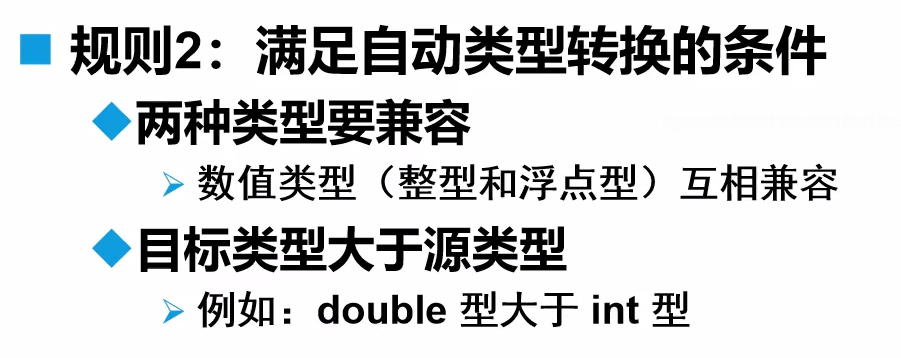 规则2：满足自动类型转换的条件
两种类型要兼容
数值类型（整型和浮点型）互相兼容
目标类型大于源类型
例如：double 型大于 int 型